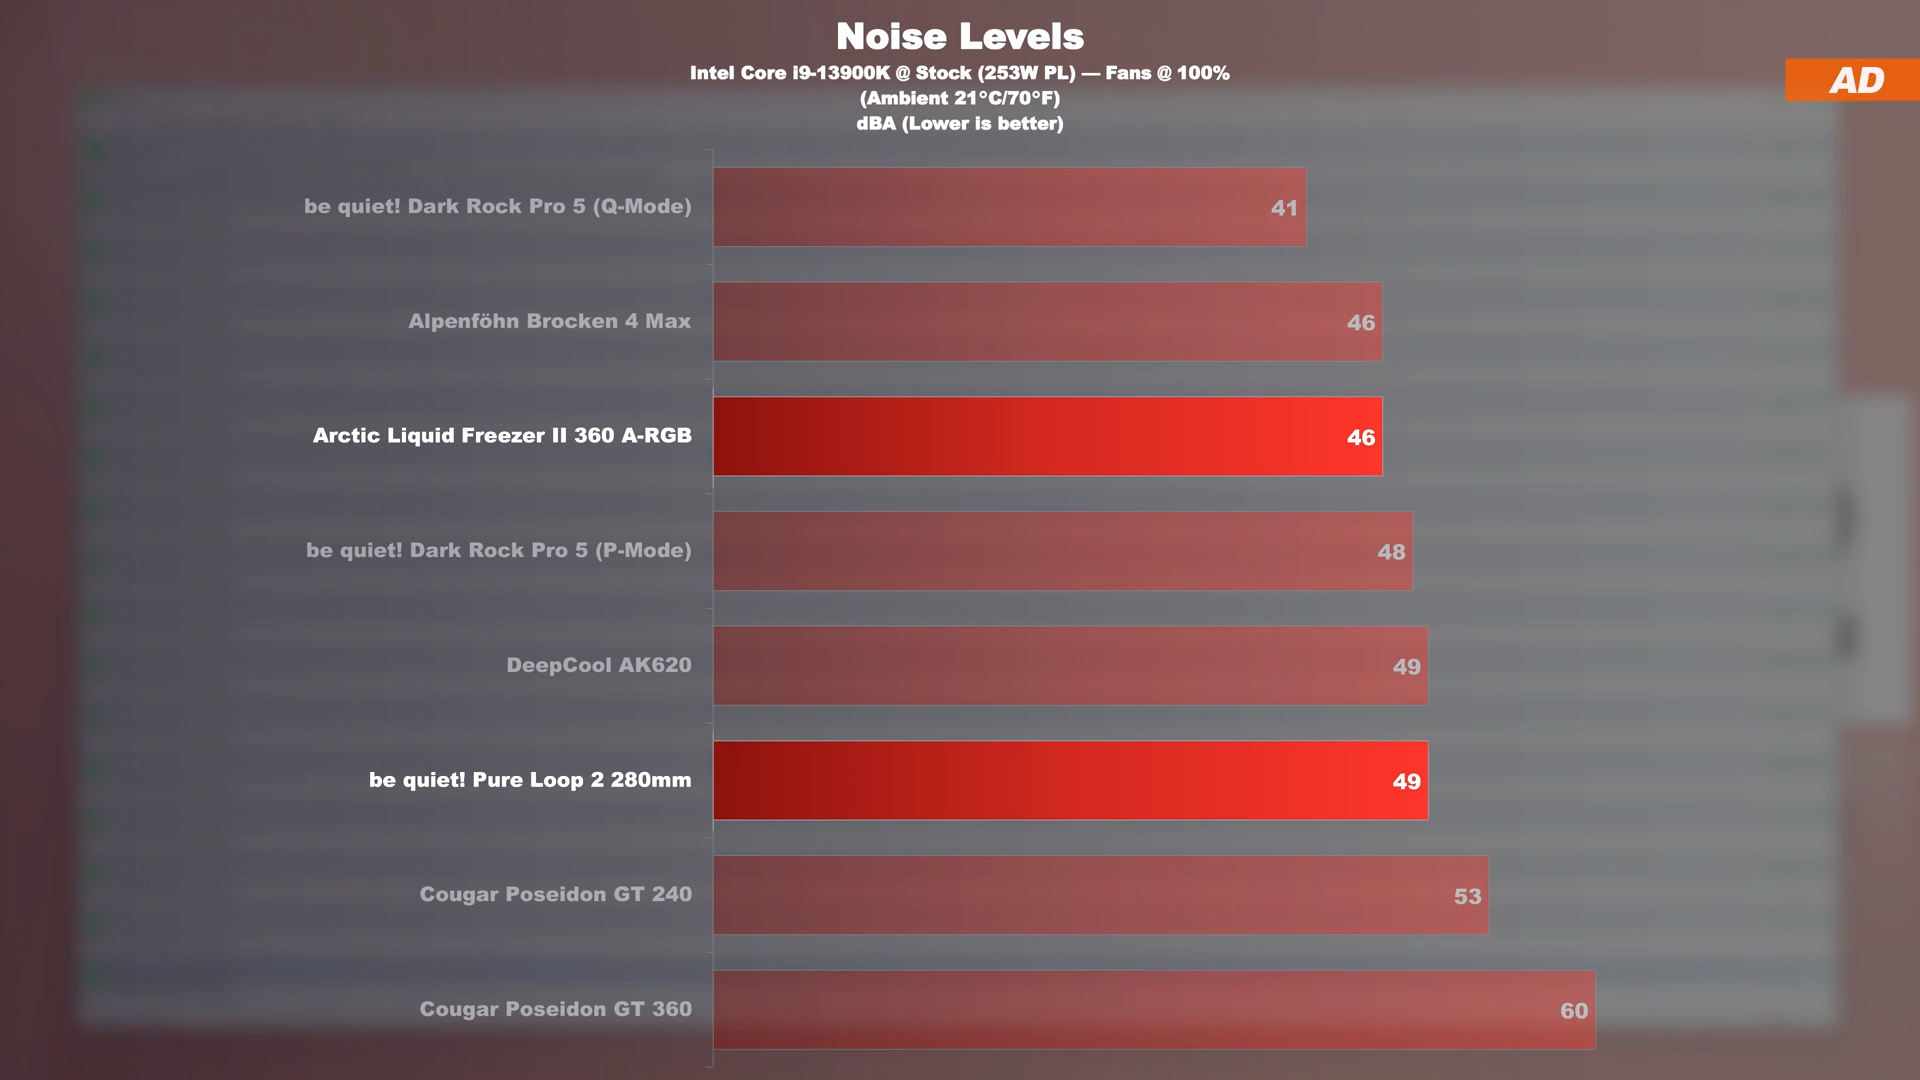 Noise Levels
Intel Core i9-13900K @ Stock (253W PL) — Fans @ 100%
(Ambient 21°C/70°F)
dBA (Lower is better)
AD
be quiet! Dark Rock Pro 5 (Q-Mode) 41
Alpenföhn Brocken 4 Max 46
Arctic Liquid Freezer II 360 A-RGB 46
be quiet! Dark Rock Pro 5 (P-Mode) 48
DeepCool AK620 49
be quiet! Pure Loop 2 280mm 49
Cougar Poseidon GT 240 53
Cougar Poseidon GT 360 60